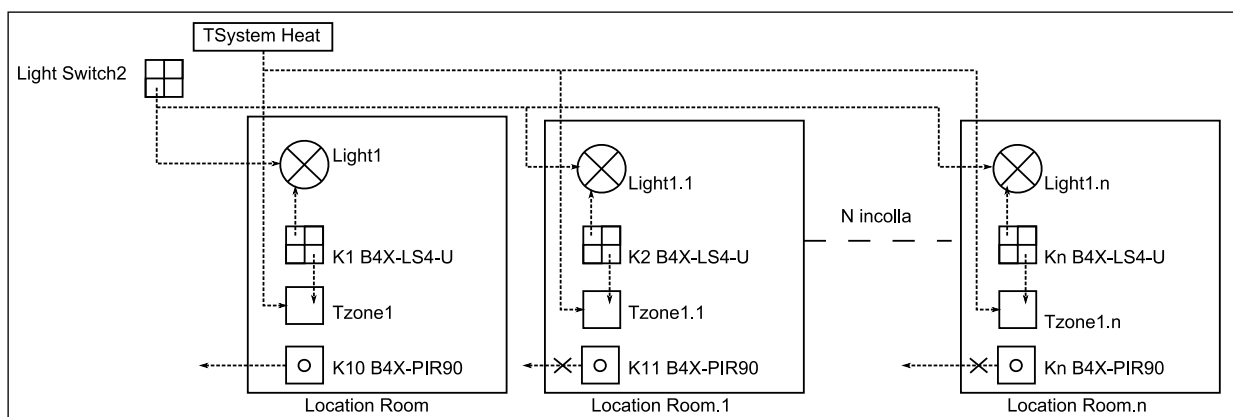 TSystem Heat
Light Switch2
Light1
K1 B4X-LS4-U
Tzone1
K10 B4X-PIR90
Location Room
Light1.1
K2 B4X-LS4-U
Tzone1.1
K11 B4X-PIR90
Location Room.1
N incolla
Light1.n
Kn B4X-LS4-U
Tzone1.n
Kn B4X-PIR90
Location Room.n